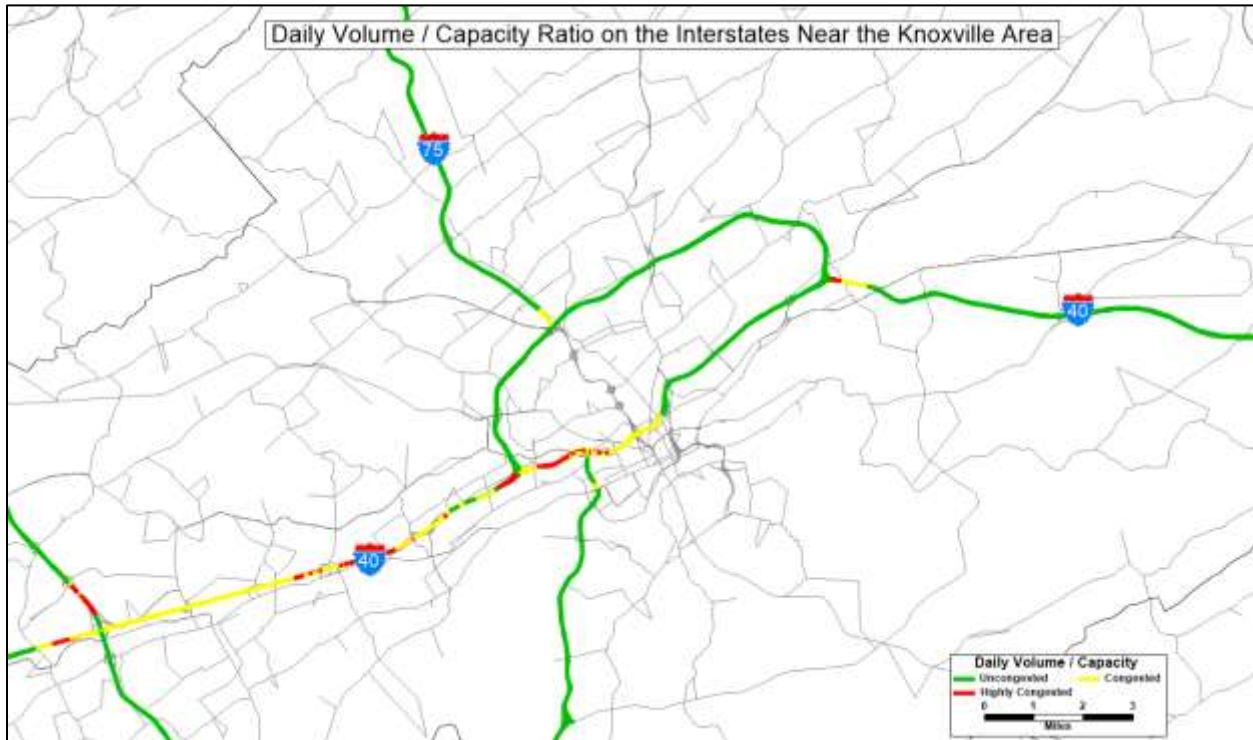 Daily Volume / Capacity Ratio on the Interstates Near the Knoxville Area
75
40
40
Daily Volume / Capacity
Uncongested Congested
Highly Congested
0 1 2 3
Miles